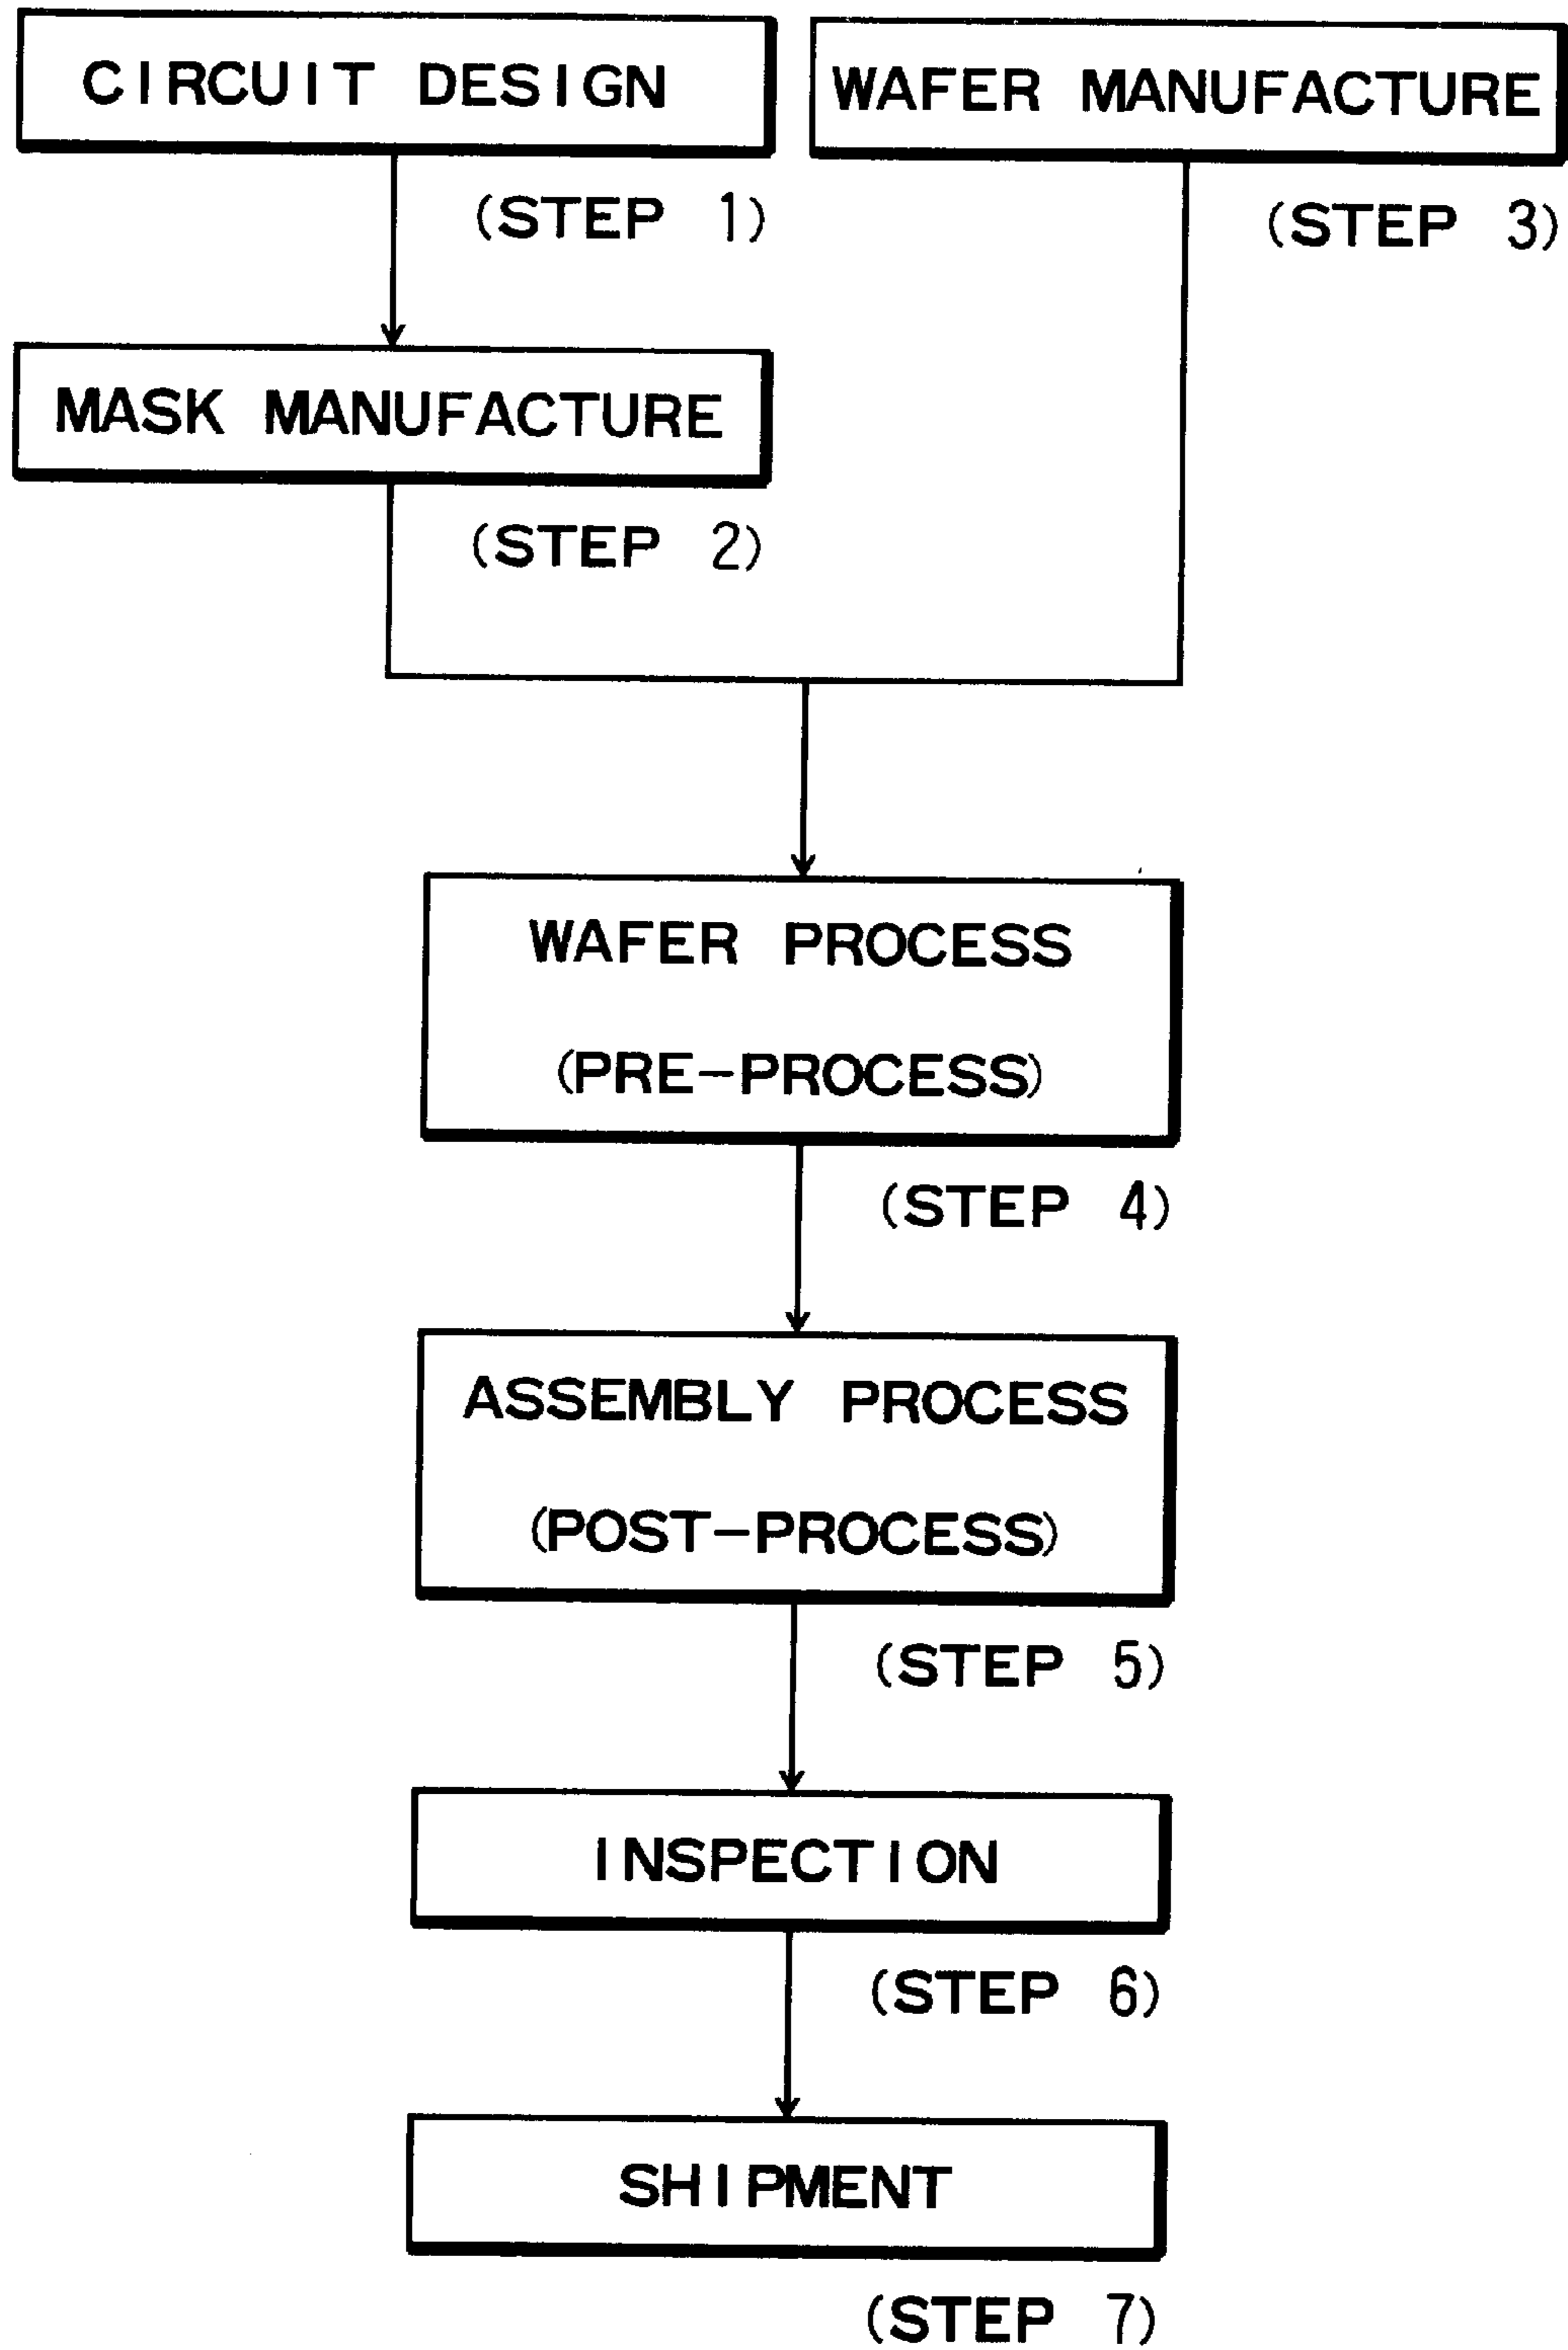 CIRCUIT DESIGN
(STEP 1)
WAFER MANUFACTURE
(STEP 3)
MASK MANUFACTURE
(STEP 2)
WAFER PROCESS
(PRE-PROCESS)
(STEP 4)
ASSEMBLY PROCESS
(POST-PROCESS)
(STEP 5)
INSPECTION
(STEP 6)
SHIPMENT
(STEP 7)